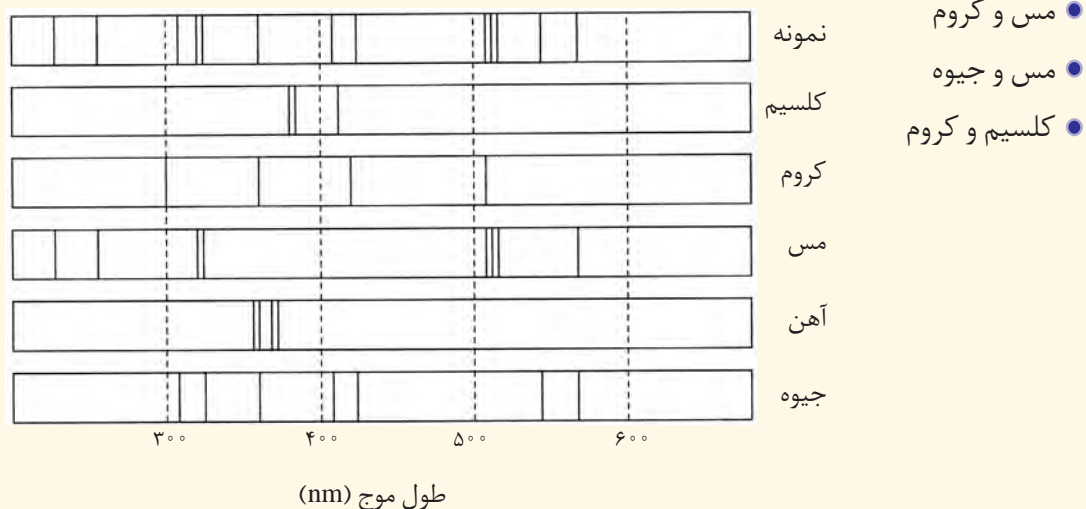 مس و کروم
مس و جیوه
کلسیم و کروم
نمونه
کلسیم
کروم
مس
آهن
جیوه
۳۰۰ ۴۰۰ ۵۰۰ ۶۰۰
طول موج (nm)